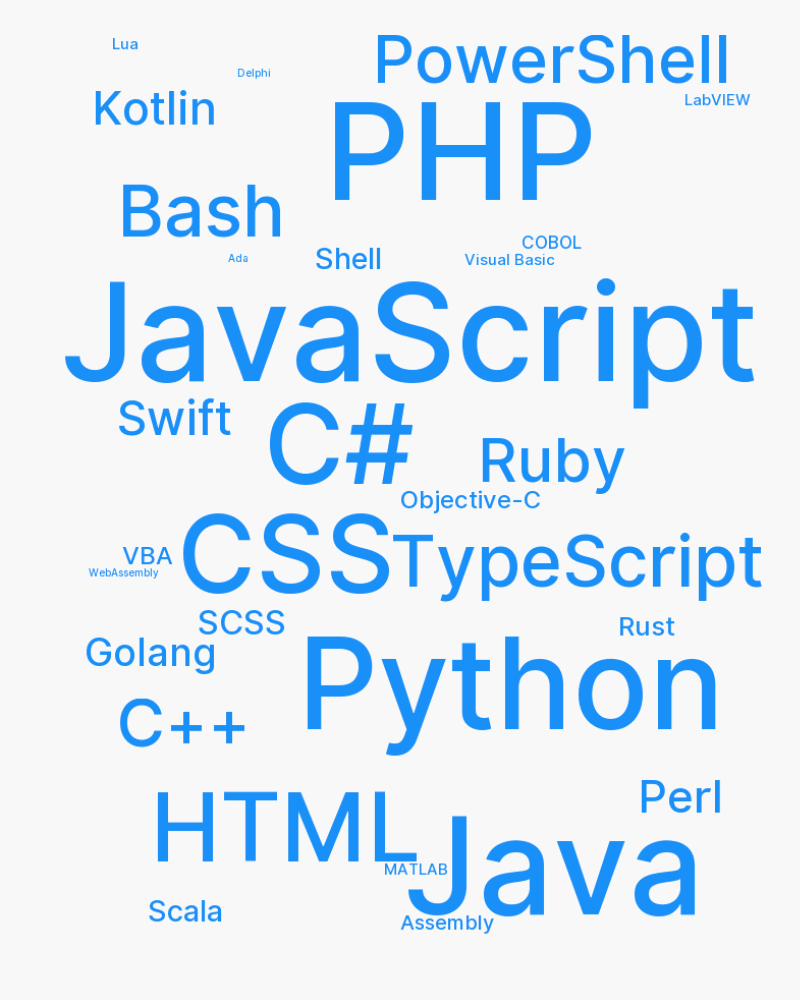 Lua
PowerShell
Delphi
LabVIEW
Kotlin
PHP
Bash
COBOL
Ada
Shell
Visual Basic
JavaScript
Swift
C#
Ruby
Objective-C
VBA
CSS
TypeScript
WebAssembly
SCSS
Rust
Golang
Python
C++
Perl
HTML
Java
MATLAB
Scala
Assembly